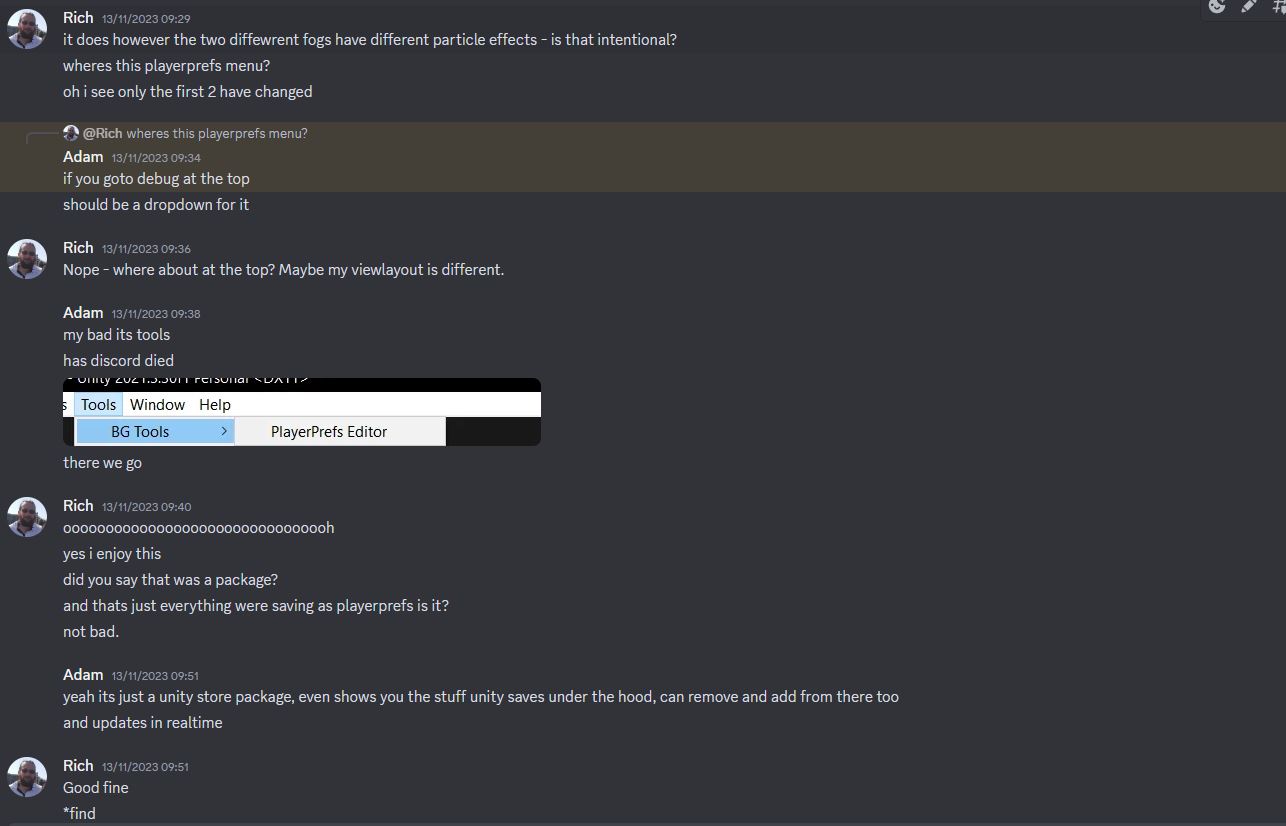 Rich 13/11/2023 09:29
it does however the two diffewrent fogs have different particle effects - is that intentional?
wheres this playerprefs menu?
oh i see only the first 2 have changed
@Rich wheres this playerprefs menu?
Adam 13/11/2023 09:34
if you goto debug at the top
should be a dropdown for it
Rich 13/11/2023 09:36
Nope - where about at the top? Maybe my viewlayout is different.
Adam 13/11/2023 09:38
my bad its tools
has discord died
- Unity 2021.3.30f1 Personal <DX11>
s Tools Window Help
BG Tools > PlayerPrefs Editor
there we go
Rich 13/11/2023 09:40
ooooooooooooooooooooooooooooooh
yes i enjoy this
did you say that was a package?
and thats just everything were saving as playerprefs is it?
not bad.
Adam 13/11/2023 09:51
yeah its just a unity store package, even shows you the stuff unity saves under the hood, can remove and add from there too
and updates in realtime
Rich 13/11/2023 09:51
Good fine
*find